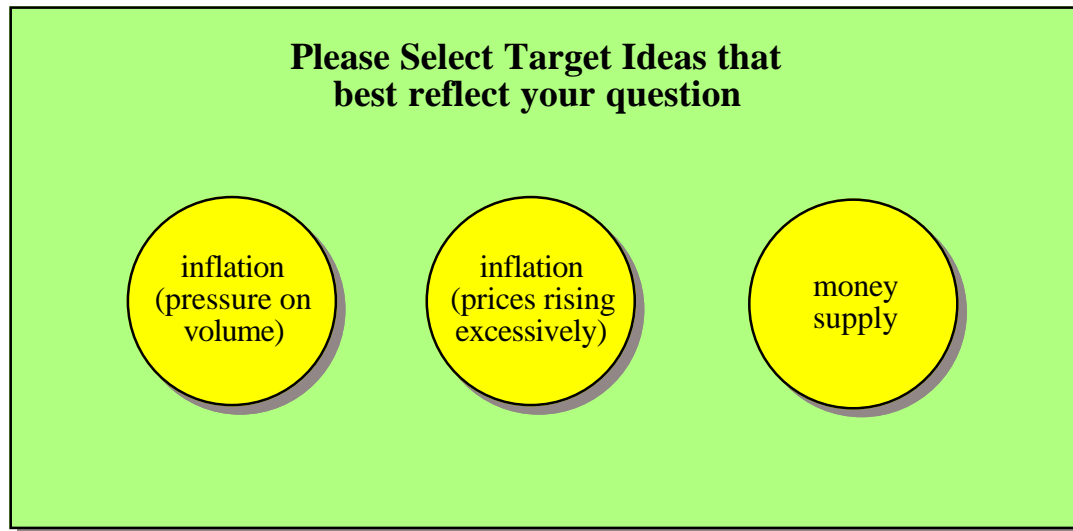 Please Select Target Ideas that
best reflect your question
inflation
(pressure on
volume)
inflation
(prices rising
excessively)
money
supply